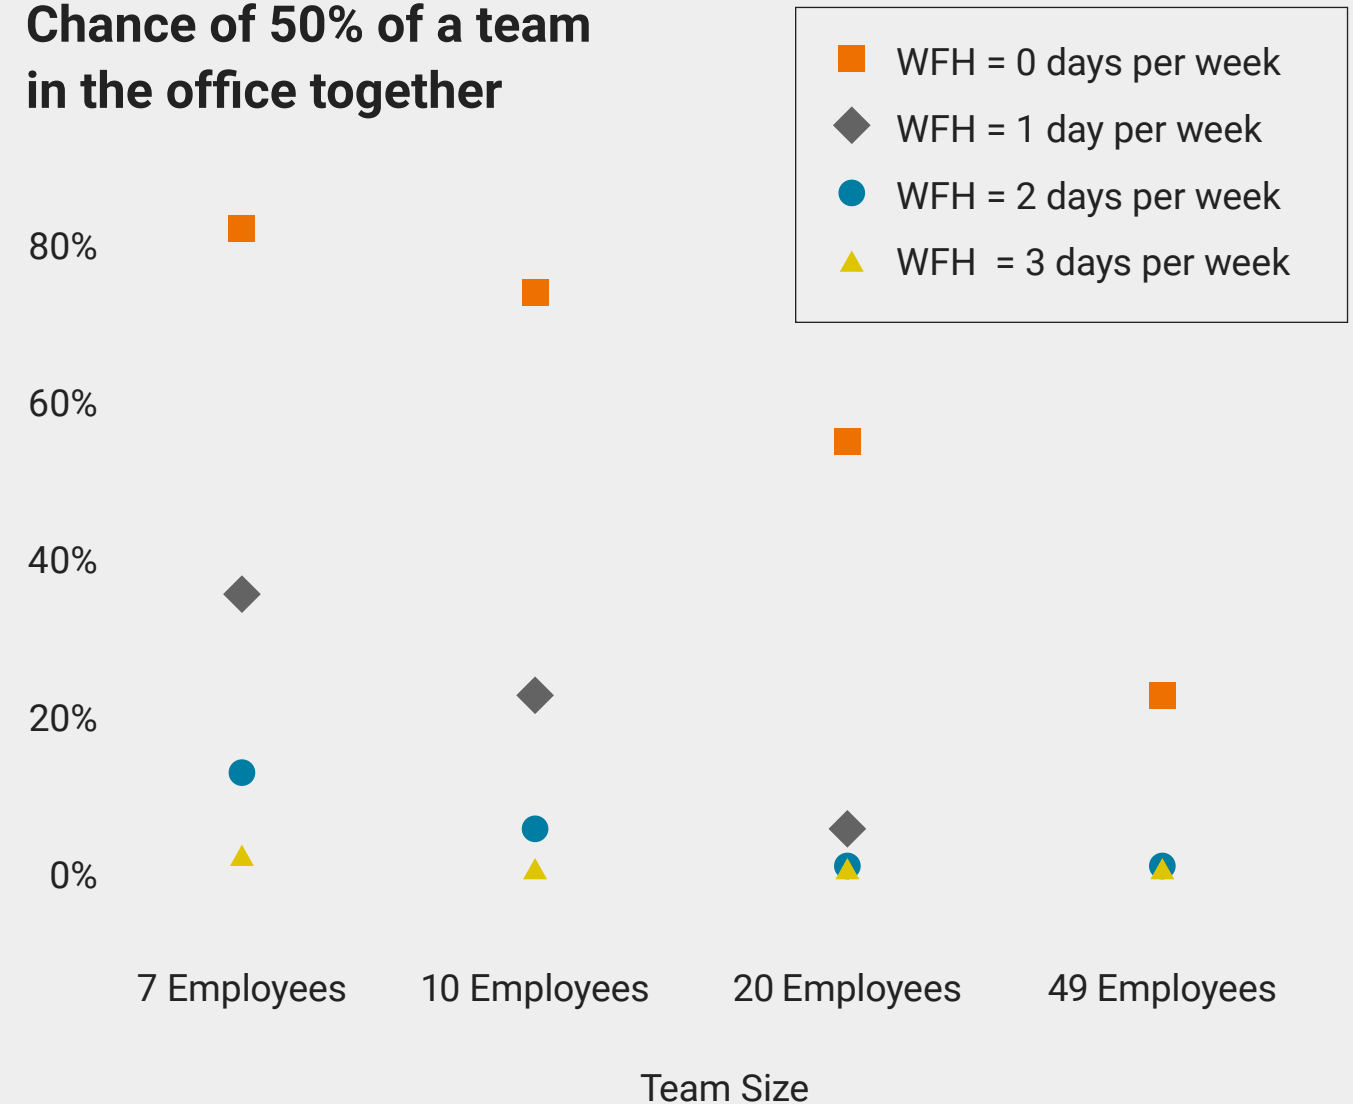 Chance of 50% of a team
in the office together
WFH = 0 days per week
WFH = 1 day per week
WFH = 2 days per week
WFH  = 3 days per week
80%
60%
40%
20%
0%
7 Employees
10 Employees
20 Employees
49 Employees
Team Size